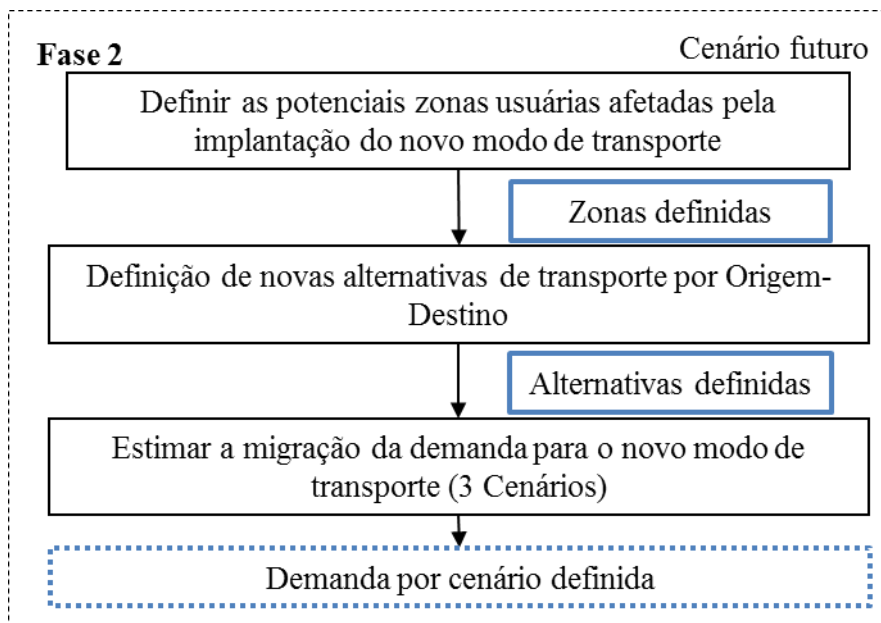 Fase 2
Cenário futuro
Definir as potenciais zonas usuárias afetadas pela
implantação do novo modo de transporte
Zonas definidas
Definição de novas alternativas de transporte por Origem-
Destino
Alternativas definidas
Estimar a migração da demanda para o novo modo de
transporte (3 Cenários)
Demanda por cenário definida